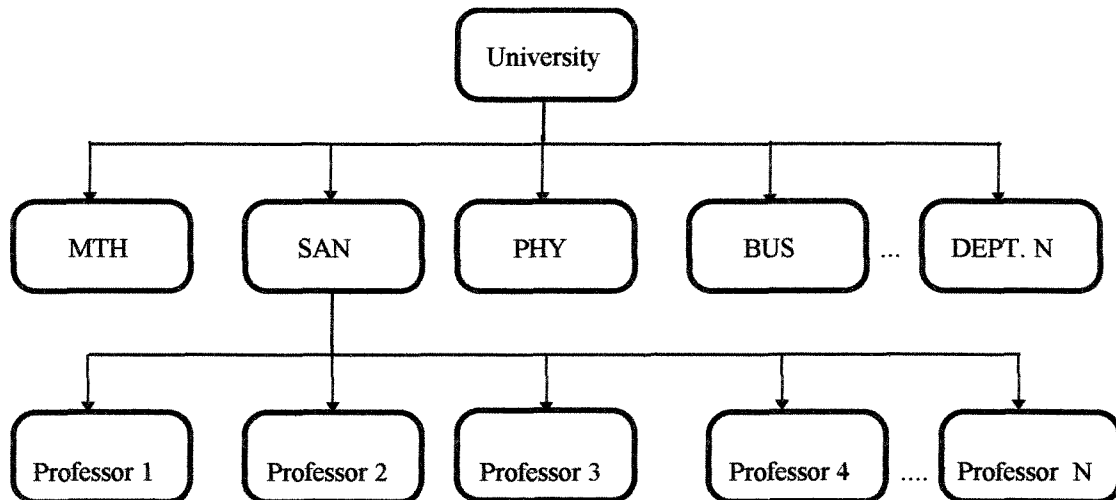 University
MTH SAN PHY BUS ... DEPT. N
Professor 1 Professor 2 Professor 3 Professor 4 .... Professor N